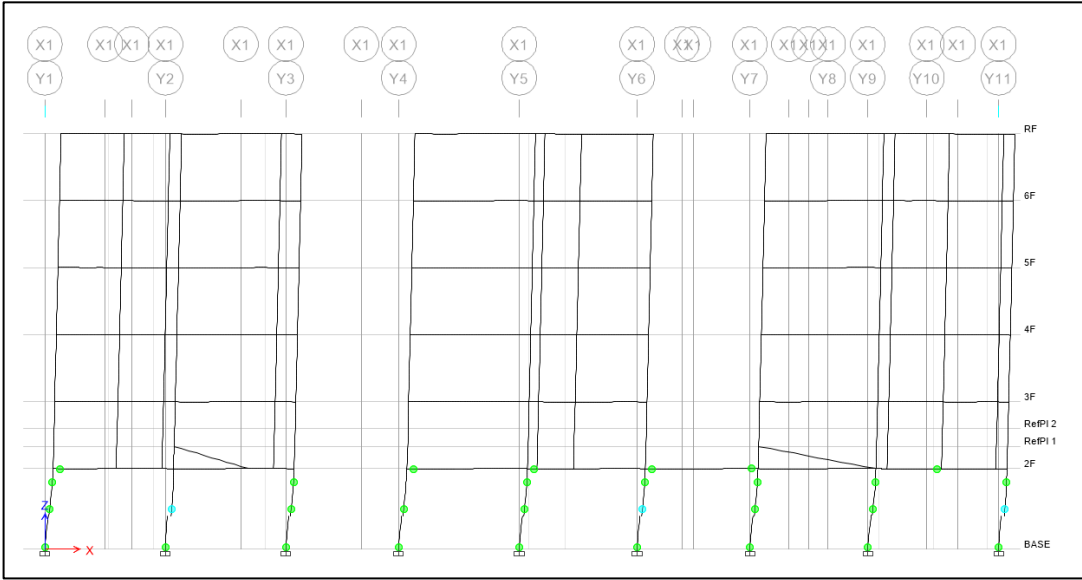 X1 X1 X1 X1 X1 X1 X1 X1 X1 X1 X1 X1 X1 X1 X1 X1 X1 X1 X1 X1
Y1 Y2 Y3 Y4 Y5 Y6 Y7 Y8 Y9 Y10 Y11
RF
6F
5F
4F
3F
RefPl 2
RefPl 1
2F
Z
X
BASE